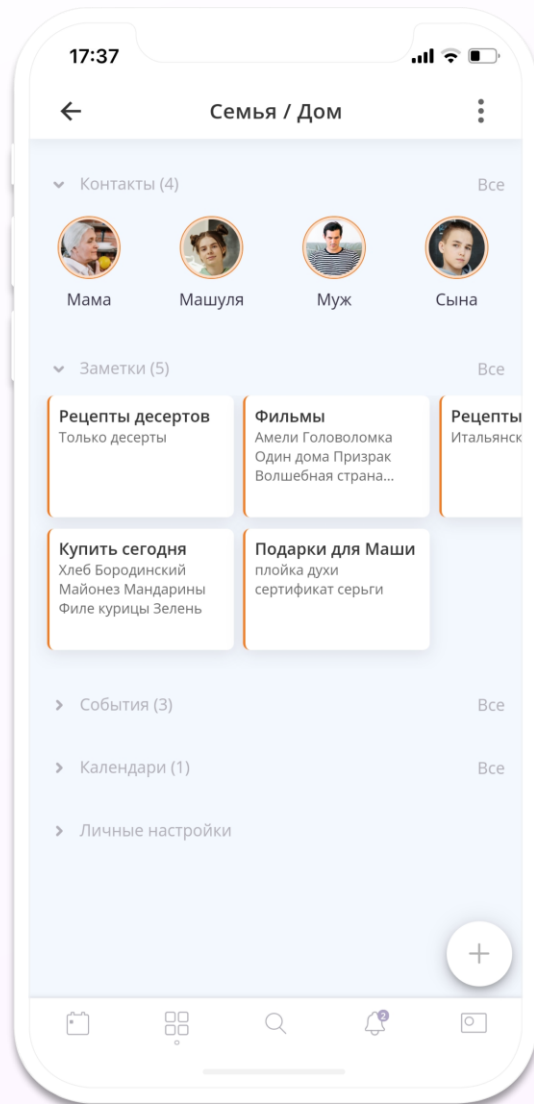 17:37
Семья / Дом
Контакты (4)
Все
Мама
Машуля
Муж
Сына
Заметки (5)
Все
Рецепты десертов
Только десерты
Фильмы
Амели Головоломка
Один дома Призрак
Волшебная страна...
Рецепты
Итальянск
Купить сегодня
Хлеб Бородинский
Майонез Мандарины
Филе курицы Зелень
Подарки для Маши
плойка духи
сертификат серьги
События (3)
Все
Календари (1)
Все
Личные настройки
2